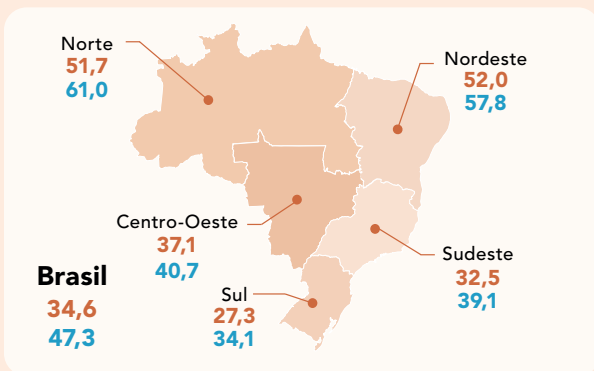 Norte
51,7
61,0
Nordeste
52,0
57,8
Centro-Oeste
37,1
40,7
Sudeste
32,5
39,1
Sul
27,3
34,1
Brasil
34,6
47,3